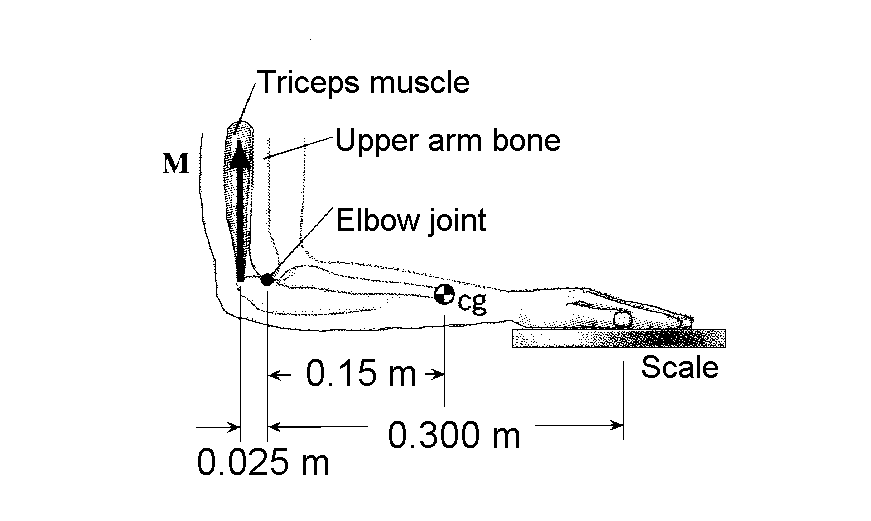 Triceps muscle
Upper arm bone
M
Elbow joint
cg
0.15 m
Scale
0.300 m
0.025 m